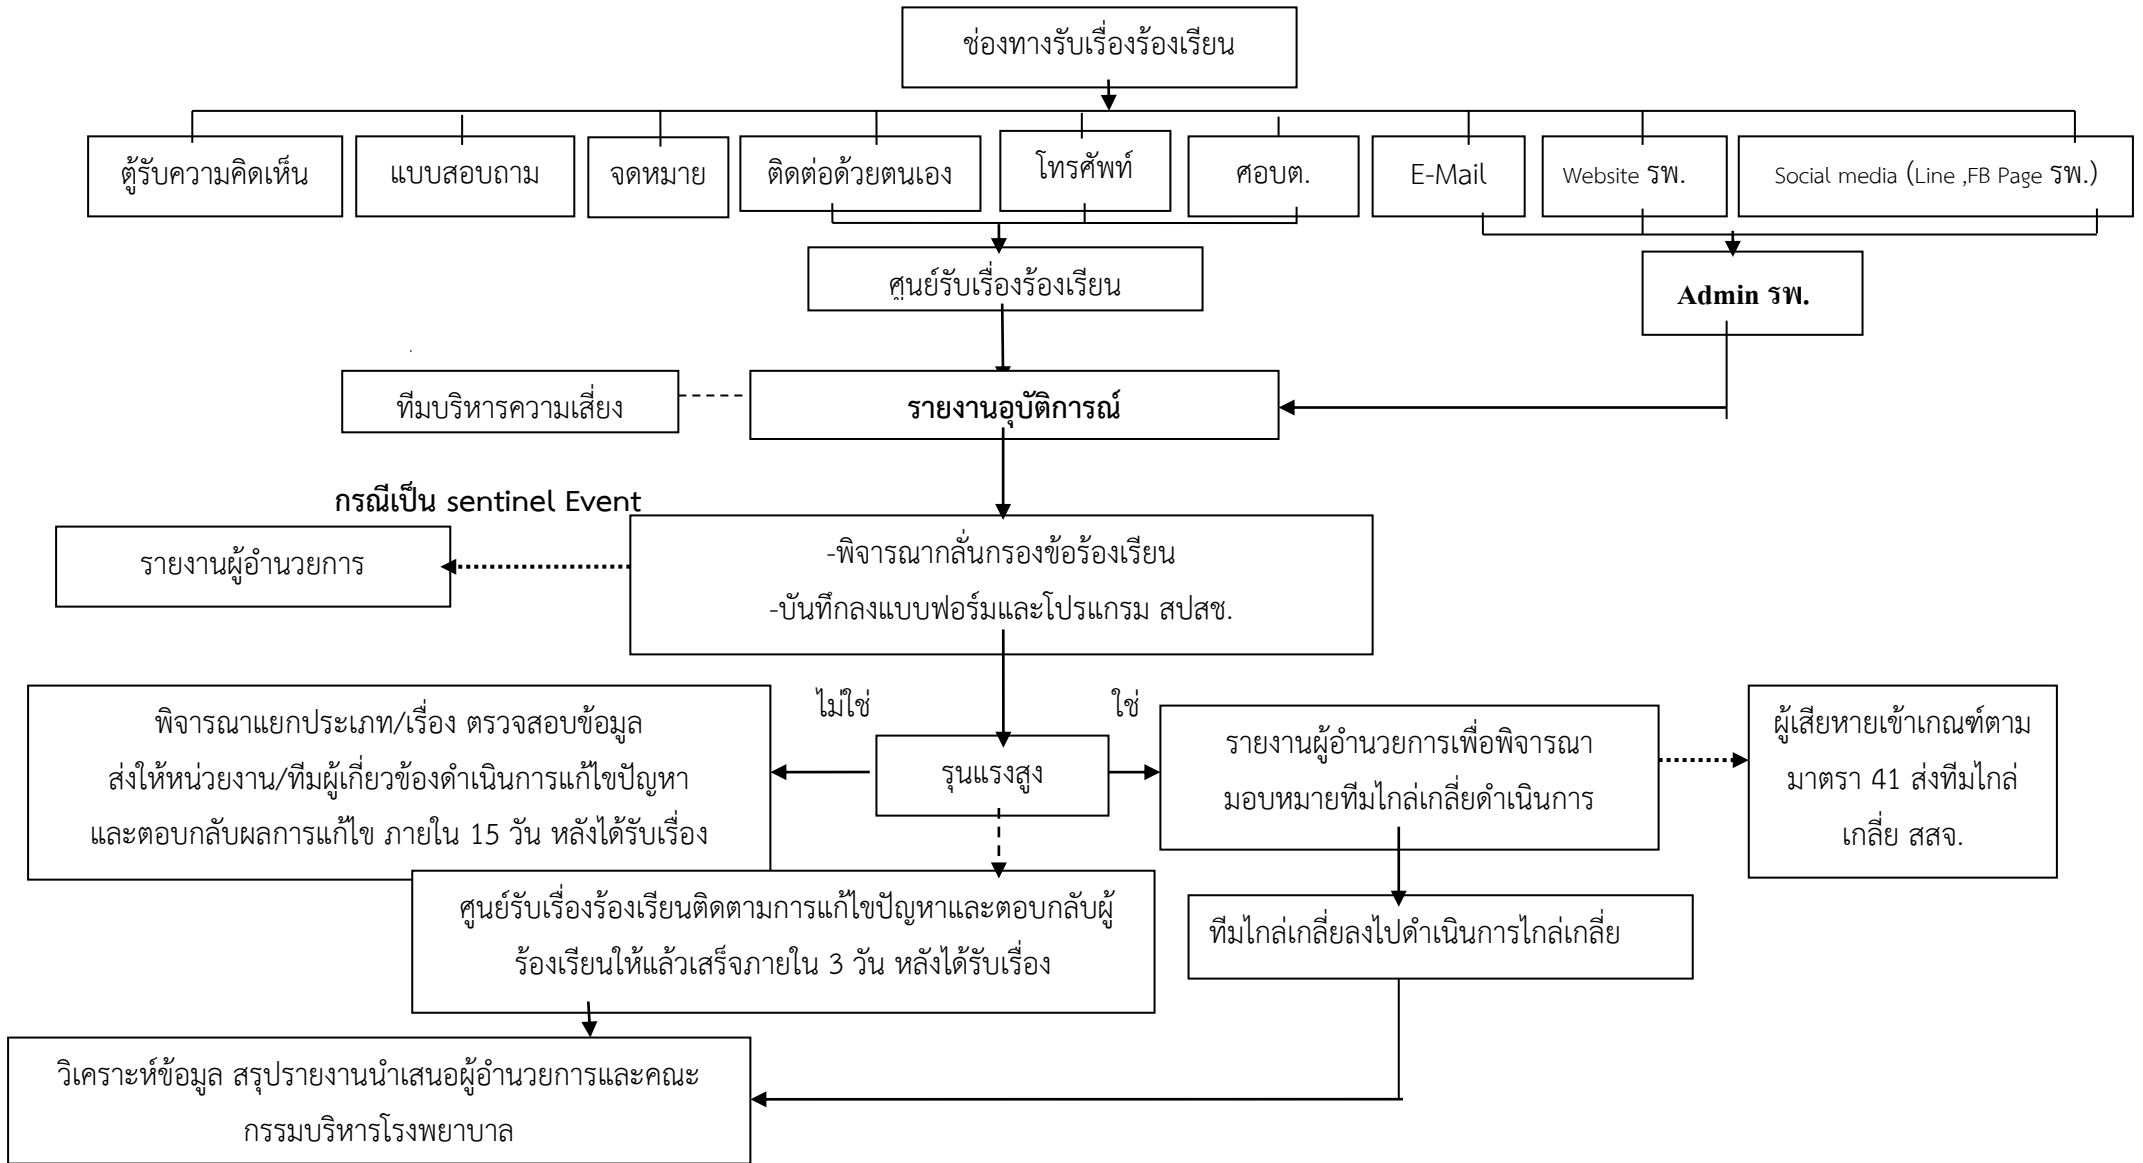 ช่องทางรับเรื่องร้องเรียน
ตู้รับความคิดเห็น
แบบสอบถาม
จดหมาย
ติดต่อด้วยตนเอง
โทรศัพท์
ศอบต.
E-Mail
Website รพ.
Social media (Line ,FB Page รพ.)
ศูนย์รับเรื่องร้องเรียน
Admin รพ.
ทีมบริหารความเสี่ยง
รายงานอุบัติการณ์
กรณีเป็น sentinel Event
รายงานผู้อำนวยการ
-พิจารณากลั่นกรองข้อร้องเรียน
-บันทึกลงแบบฟอร์มและโปรแกรม สปสช.
ไม่ใช่
ใช่
พิจารณาแยกประเภท/เรื่อง ตรวจสอบข้อมูล
ส่งให้หน่วยงาน/ทีมผู้เกี่ยวข้องดำเนินการแก้ไขปัญหา
และตอบกลับผลการแก้ไข ภายใน 15 วัน หลังได้รับเรื่อง
รุนแรงสูง
รายงานผู้อำนวยการเพื่อพิจารณา
มอบหมายทีมไกล่เกลี่ยดำเนินการ
ผู้เสียหายเข้าเกณฑ์ตาม
มาตรา 41 ส่งทีมไกล่
เกลี่ย สสจ.
ศูนย์รับเรื่องร้องเรียนติดตามการแก้ไขปัญหาและตอบกลับผู้
ร้องเรียนให้แล้วเสร็จภายใน 3 วัน หลังได้รับเรื่อง
ทีมไกล่เกลี่ยลงไปดำเนินการไกล่เกลี่ย
วิเคราะห์ข้อมูล สรุปรายงานนำเสนอผู้อำนวยการและคณะ
กรรมบริหารโรงพยาบาล